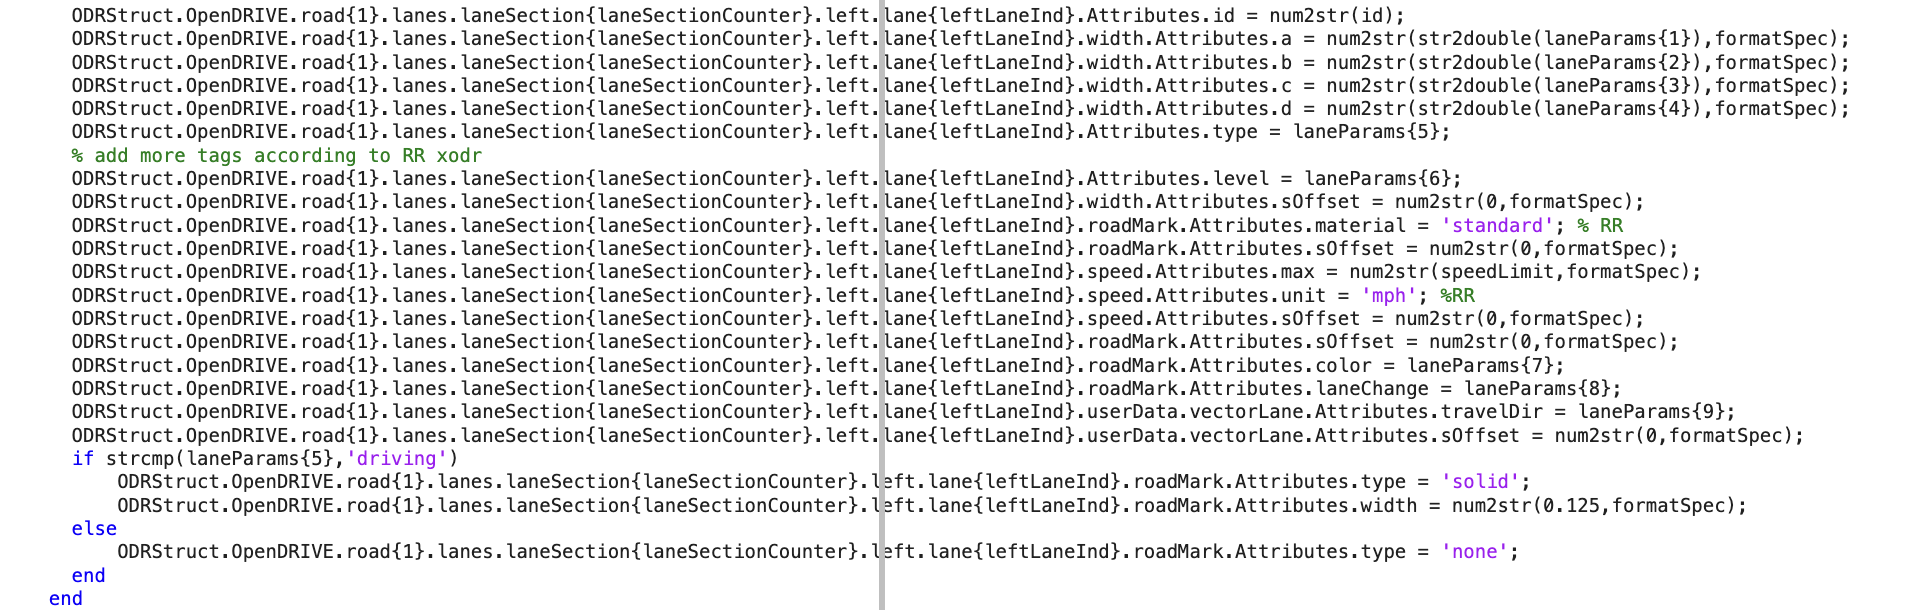 ODRStruct.OpenDRIVE.road{1}.lanes.laneSection{laneSectionCounter}.left.lane{leftLaneInd}.Attributes.id = num2str(id);
ODRStruct.OpenDRIVE.road{1}.lanes.laneSection{laneSectionCounter}.left.lane{leftLaneInd}.width.Attributes.a = num2str(str2double(laneParams{1}),formatSpec);
ODRStruct.OpenDRIVE.road{1}.lanes.laneSection{laneSectionCounter}.left.lane{leftLaneInd}.width.Attributes.b = num2str(str2double(laneParams{2}),formatSpec);
ODRStruct.OpenDRIVE.road{1}.lanes.laneSection{laneSectionCounter}.left.lane{leftLaneInd}.width.Attributes.c = num2str(str2double(laneParams{3}),formatSpec);
ODRStruct.OpenDRIVE.road{1}.lanes.laneSection{laneSectionCounter}.left.lane{leftLaneInd}.width.Attributes.d = num2str(str2double(laneParams{4}),formatSpec);
ODRStruct.OpenDRIVE.road{1}.lanes.laneSection{laneSectionCounter}.left.lane{leftLaneInd}.Attributes.type = laneParams{5};
% add more tags according to RR xodr
ODRStruct.OpenDRIVE.road{1}.lanes.laneSection{laneSectionCounter}.left.lane{leftLaneInd}.Attributes.level = laneParams{6};
ODRStruct.OpenDRIVE.road{1}.lanes.laneSection{laneSectionCounter}.left.lane{leftLaneInd}.width.Attributes.sOffset = num2str(0,formatSpec);
ODRStruct.OpenDRIVE.road{1}.lanes.laneSection{laneSectionCounter}.left.lane{leftLaneInd}.roadMark.Attributes.material = 'standard'; % RR
ODRStruct.OpenDRIVE.road{1}.lanes.laneSection{laneSectionCounter}.left.lane{leftLaneInd}.roadMark.Attributes.sOffset = num2str(0,formatSpec);
ODRStruct.OpenDRIVE.road{1}.lanes.laneSection{laneSectionCounter}.left.lane{leftLaneInd}.speed.Attributes.max = num2str(speedLimit,formatSpec);
ODRStruct.OpenDRIVE.road{1}.lanes.laneSection{laneSectionCounter}.left.lane{leftLaneInd}.speed.Attributes.unit = 'mph'; %RR
ODRStruct.OpenDRIVE.road{1}.lanes.laneSection{laneSectionCounter}.left.lane{leftLaneInd}.speed.Attributes.sOffset = num2str(0,formatSpec);
ODRStruct.OpenDRIVE.road{1}.lanes.laneSection{laneSectionCounter}.left.lane{leftLaneInd}.roadMark.Attributes.sOffset = num2str(0,formatSpec);
ODRStruct.OpenDRIVE.road{1}.lanes.laneSection{laneSectionCounter}.left.lane{leftLaneInd}.roadMark.Attributes.color = laneParams{7};
ODRStruct.OpenDRIVE.road{1}.lanes.laneSection{laneSectionCounter}.left.lane{leftLaneInd}.roadMark.Attributes.laneChange = laneParams{8};
ODRStruct.OpenDRIVE.road{1}.lanes.laneSection{laneSectionCounter}.left.lane{leftLaneInd}.userData.vectorLane.Attributes.travelDir = laneParams{9};
ODRStruct.OpenDRIVE.road{1}.lanes.laneSection{laneSectionCounter}.left.lane{leftLaneInd}.userData.vectorLane.Attributes.sOffset = num2str(0,formatSpec);
if strcmp(laneParams{5},'driving')
ODRStruct.OpenDRIVE.road{1}.lanes.laneSection{laneSectionCounter}.left.lane{leftLaneInd}.roadMark.Attributes.type = 'solid';
ODRStruct.OpenDRIVE.road{1}.lanes.laneSection{laneSectionCounter}.left.lane{leftLaneInd}.roadMark.Attributes.width = num2str(0.125,formatSpec);
else
ODRStruct.OpenDRIVE.road{1}.lanes.laneSection{laneSectionCounter}.left.lane{leftLaneInd}.roadMark.Attributes.type = 'none';
end
end